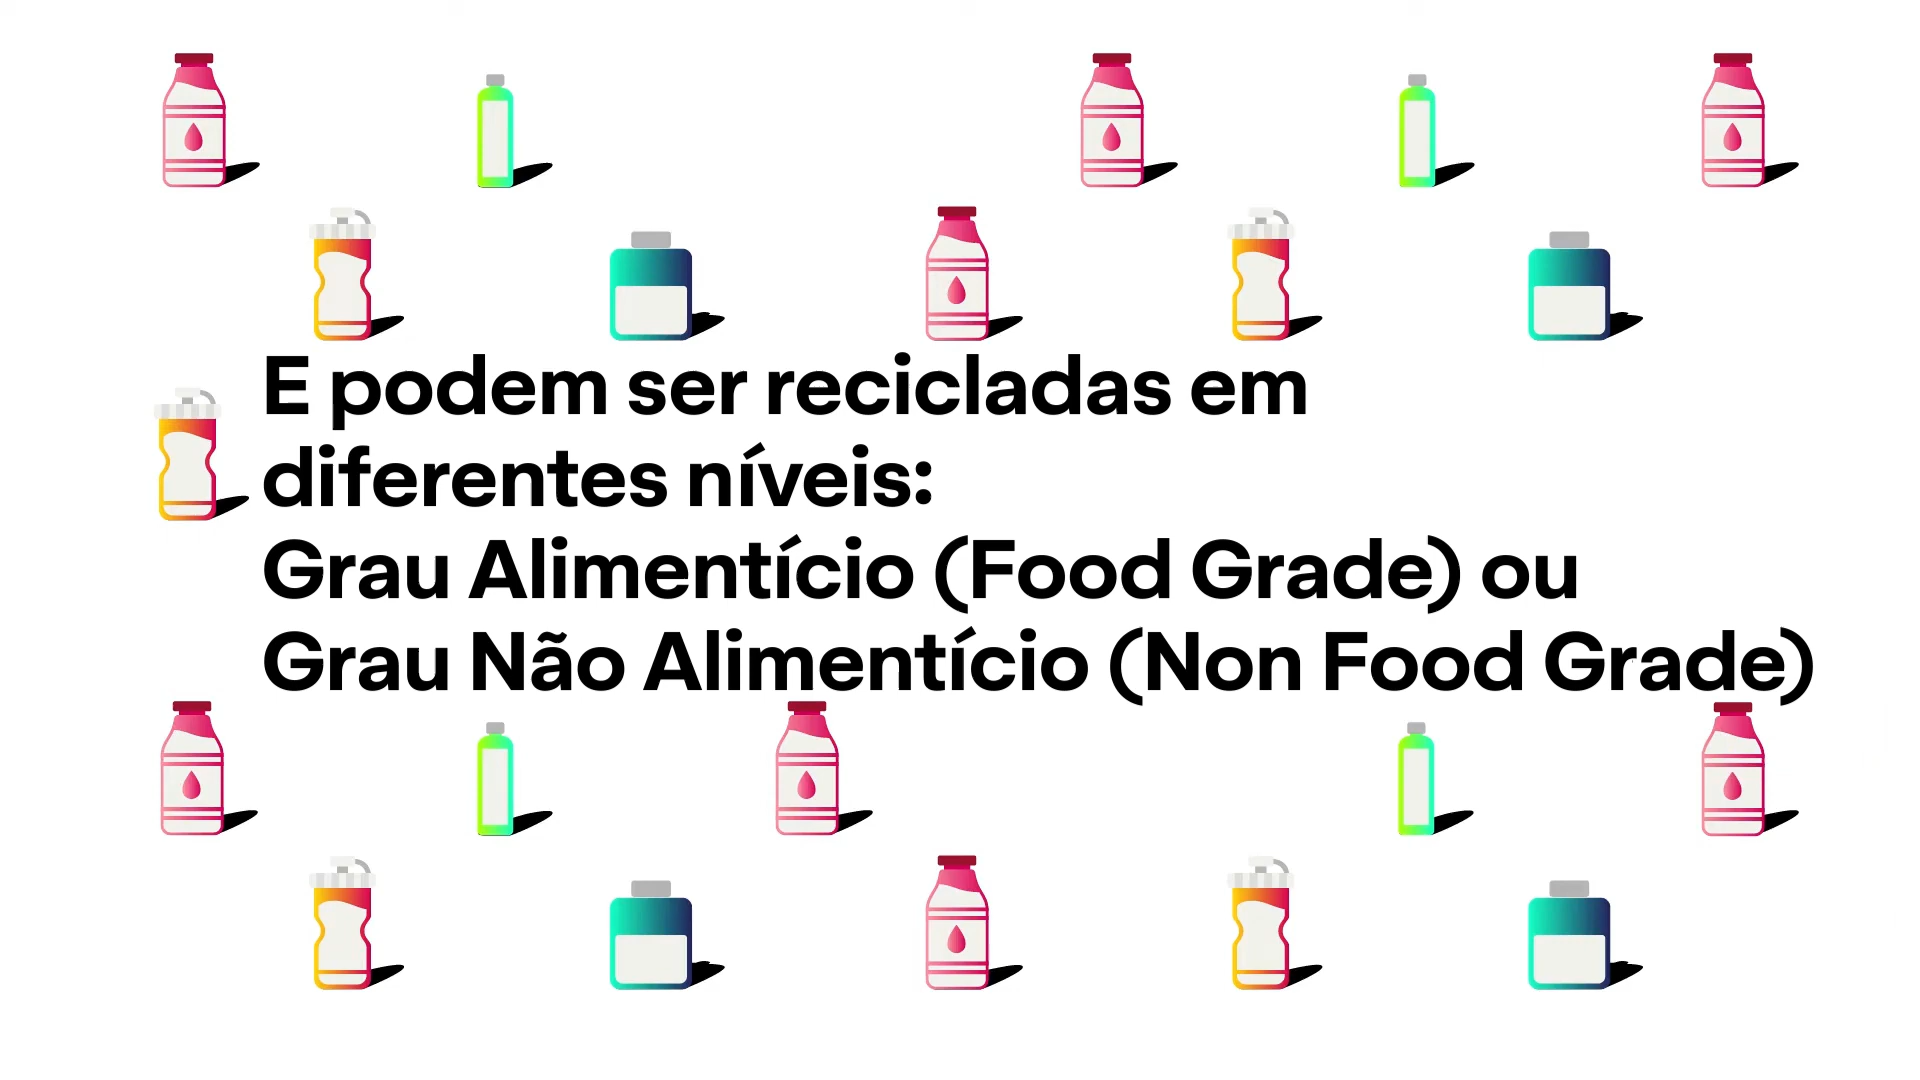 E podem ser recicladas em
diferentes níveis:
Grau Alimentício (Food Grade) ou
Grau Não Alimentício (Non Food Grade)